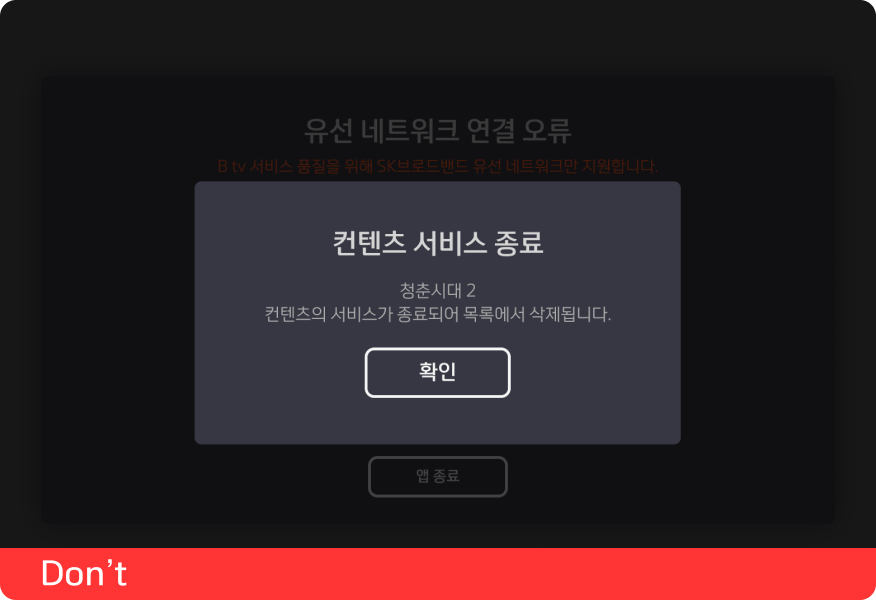 유선 네트워크 연결 오류
B tv 서비스 품질을 위해 SK브로드밴드 유선 네트워크만 지원합니다.
컨텐츠 서비스 종료
청춘시대 2
컨텐츠의 서비스가 종료되어 목록에서 삭제됩니다.
확인
앱 종료
Don’t